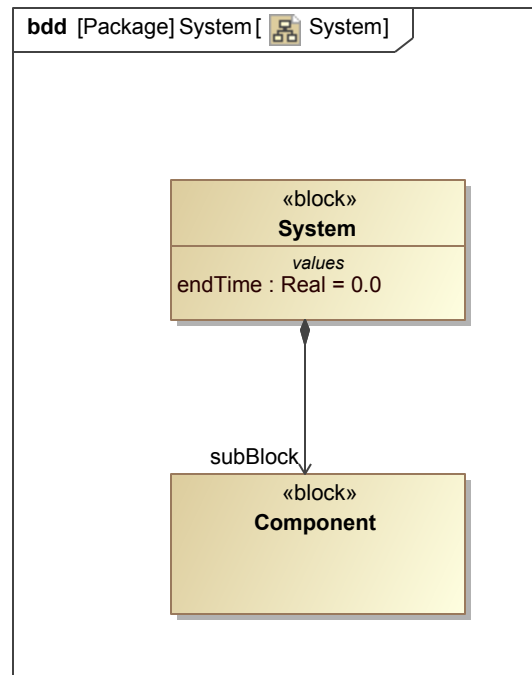 bdd [Package] System [ System]
«block»
System
values
endTime : Real = 0.0
subBlock
«block»
Component